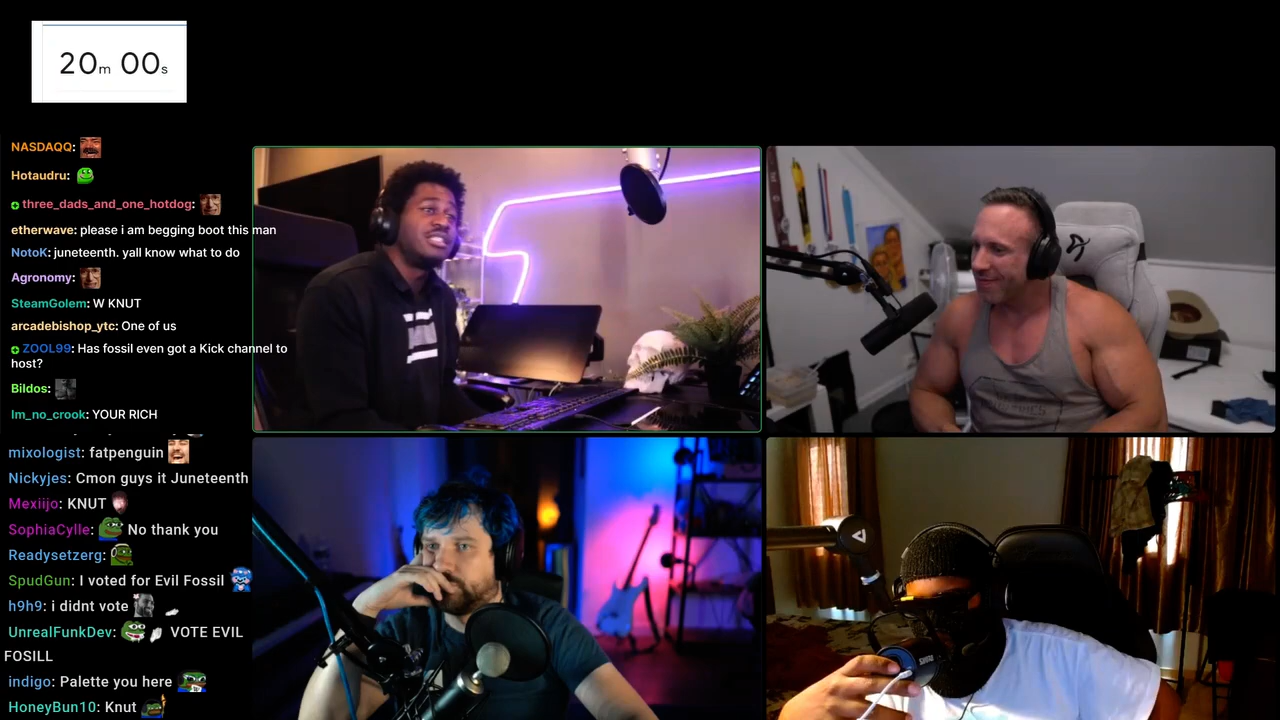 20m 00s
NASDAQQ:
Hotaudru:
three_dads_and_one_hotdog:
etherwave: please i am begging boot this man
NotoK: juneteenth. yall know what to do
Agronomy:
SteamGolem: W KNUT
arcadebishop_ytc: One of us
ZOOL99: Has fossil even got a Kick channel to
host?
Bildos:
Im_no_crook: YOUR RICH
mixologist: fatpenguin
Nickyjes: Cmon guys it Juneteenth
Mexiijo: KNUT
SophiaCylle: No thank you
Readysetzerg:
SpudGun: I voted for Evil Fossil
h9h9: i didnt vote
UnrealFunkDev: VOTE EVIL
FOSILL
indigo: Palette you here
HoneyBun10: Knut